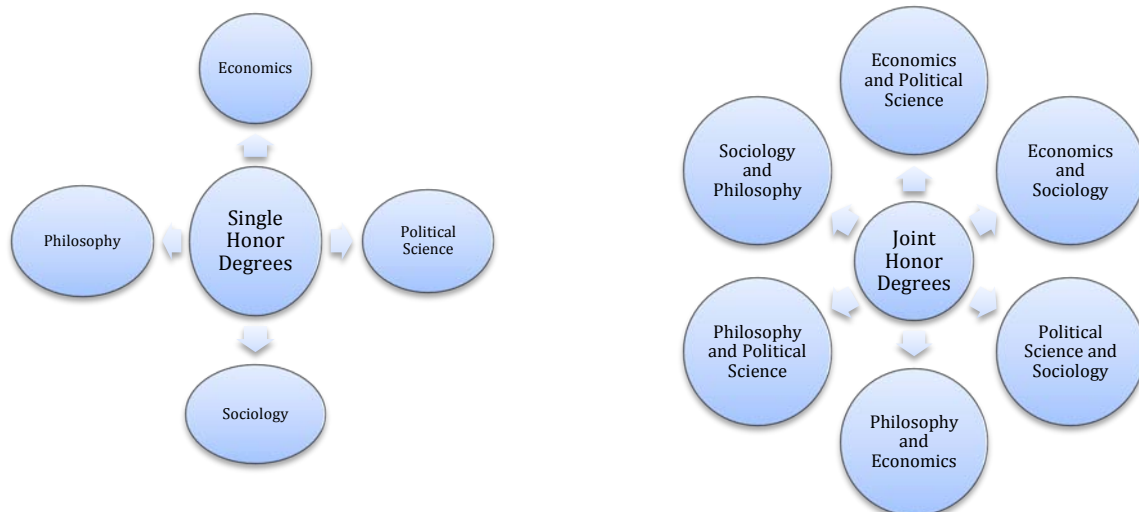 Economics
Philosophy
Single
Honor
Degrees
Political
Science
Sociology
Economics
and Political
Science
Sociology
and
Philosophy
Economics
and
Sociology
Joint
Honor
Degrees
Philosophy
and Political
Science
Political
Science and
Sociology
Philosophy
and
Economics